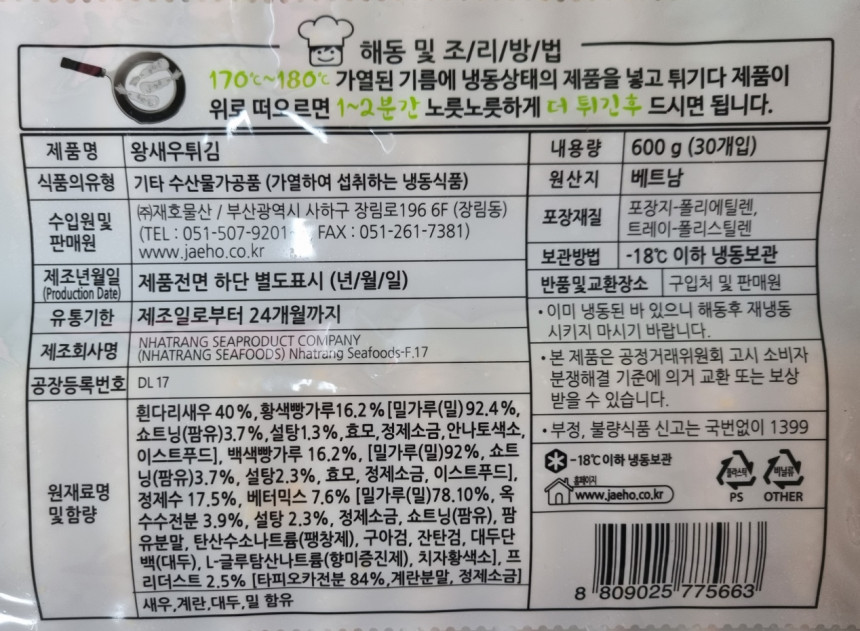 해동 및 조/리/방/법
170℃~180℃ 가열된 기름에 냉동상태의 제품을 넣고 튀기다 제품이
위로 떠오르면 1~2분간 노릇노릇하게 더 튀긴후 드시면 됩니다.
제품명 왕새우튀김
식품의유형 기타 수산물가공품 (가열하여 섭취하는 냉동식품)
수입원 및
판매원
㈜재호물산 / 부산광역시 사하구 장림로196 6F (장림동)
(TEL : 051-507-9201 FAX : 051-261-7381)
www.jaeho.co.kr
제조년월일
(Production Date)
제품전면 하단 별도표시 (년/월/일)
유통기한 제조일로부터 24개월까지
제조회사명
NHATRANG SEAPRODUCT COMPANY
(NHATRANG SEAFOODS) Nhatrang Seafoods-F.17
공장등록번호 DL 17
원재료명
및함량
흰다리새우 40%, 황색빵가루16.2%[밀가루(밀)92.4%,
쇼트닝(팜유)3.7%,설탕1.3%,효모,정제소금,안나토색소,
이스트푸드], 백색빵가루 16.2%, [밀가루(밀)92%, 쇼트
닝(팜유)3.7%, 설탕2.3%, 효모, 정제소금, 이스트푸드],
정제수 17.5%, 베터믹스 7.6% [밀가루(밀)78.10%, 옥
수수전분 3.9%, 설탕 2.3%, 정제소금, 쇼트닝(팜유), 팜
유분말, 탄산수소나트륨(팽창제), 구아검, 잔탄검, 대두단
백(대두), L-글루탐산나트륨(향미증진제), 치자황색소], 프
리더스트 2.5% [타피오카전분 84%,계란분말, 정제소금]
새우,계란,대두,밀 함유
내용량 600 g (30개입)
원산지 베트남
포장재질
포장지-폴리에틸렌,
트레이-폴리스틸렌
보관방법 -18℃ 이하 냉동보관
반품및교환장소 구입처 및 판매원
• 이미 냉동된 바 있으니 해동후 재냉동
시키지 마시기 바랍니다.
• 본 제품은 공정거래위원회 고시 소비자
분쟁해결 기준에 의거 교환 또는 보상
받을 수 있습니다.
• 부정, 불량식품 신고는 국번없이 1399
-18℃ 이하 냉동보관
홈페이지
www.jaeho.co.kr
플라스틱
PS
비닐류
OTHER
8 809025 775663